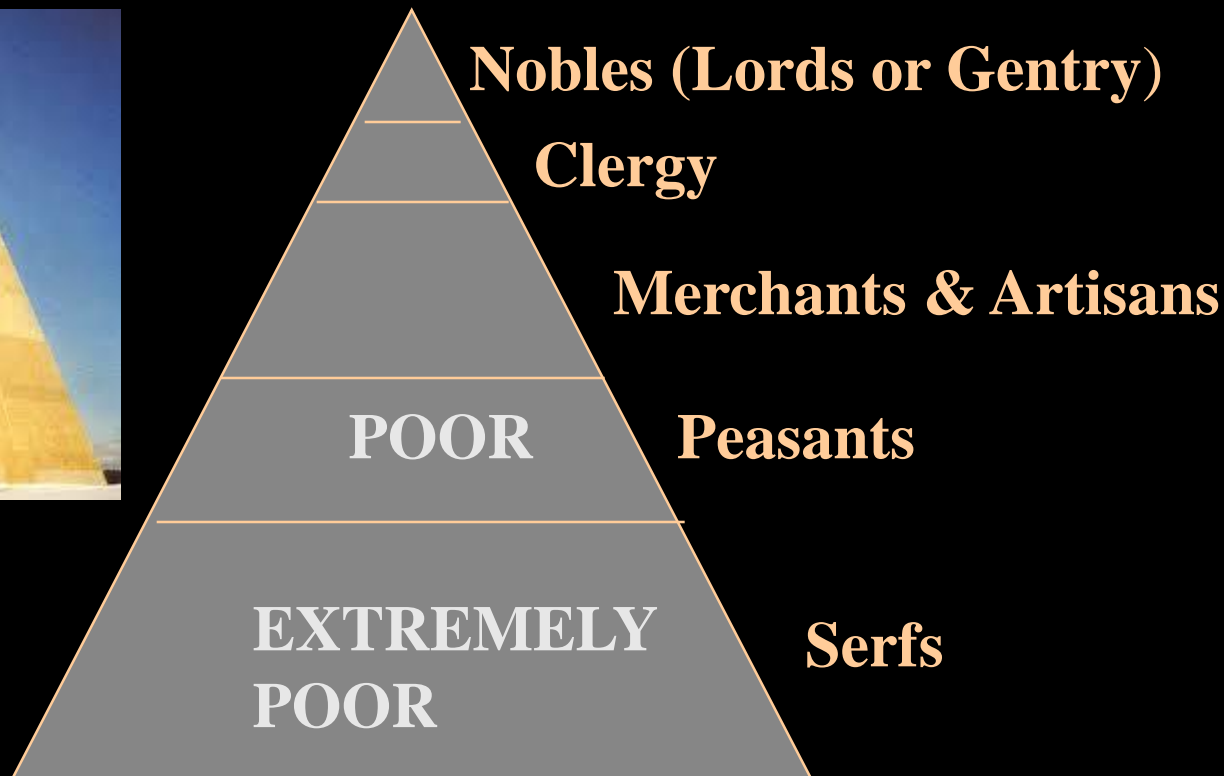 Nobles (Lords or Gentry)
Clergy
Merchants & Artisans
POOR
Peasants
EXTREMELY
POOR
Serfs